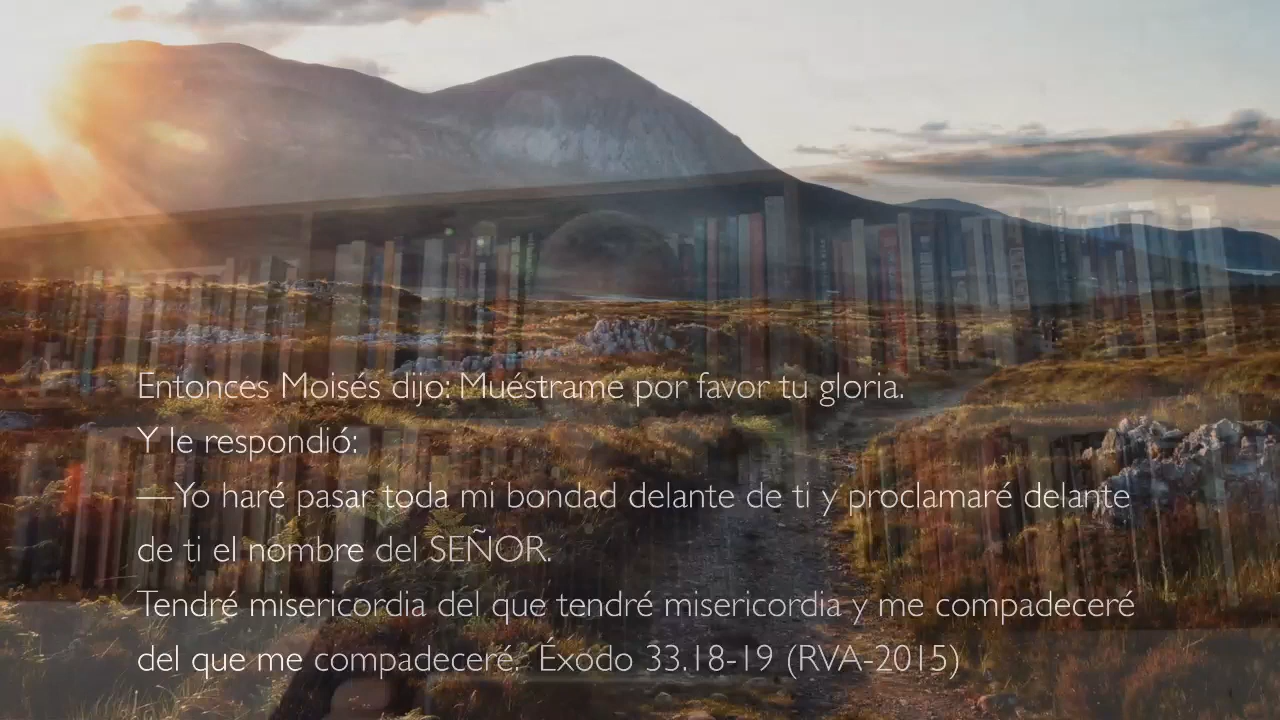 Entonces Moisés dijo: Muéstrame por favor tu gloria.
Y le respondió:
—Yo haré pasar toda mi bondad delante de ti y proclamaré delante
de ti el nombre del SEÑOR.
Tendré misericordia del que tendré misericordia y me compadeceré
del que me compadeceré. Éxodo 33.18-19 (RVA-2015)